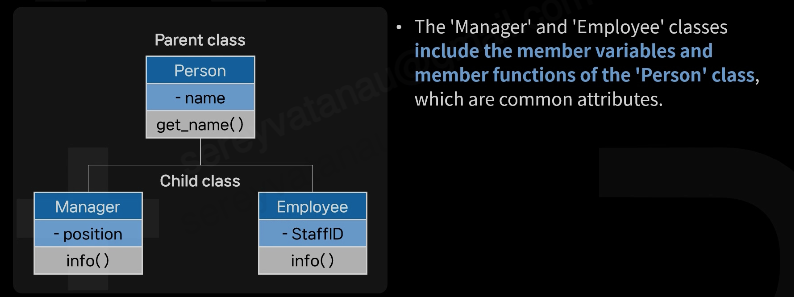 Parent class
Person
- name
get_name()
Child class
Manager
- position
info()
Employee
- StaffID
info()
• The 'Manager' and 'Employee' classes
include the member variables and
member functions of the 'Person' class,
which are common attributes.